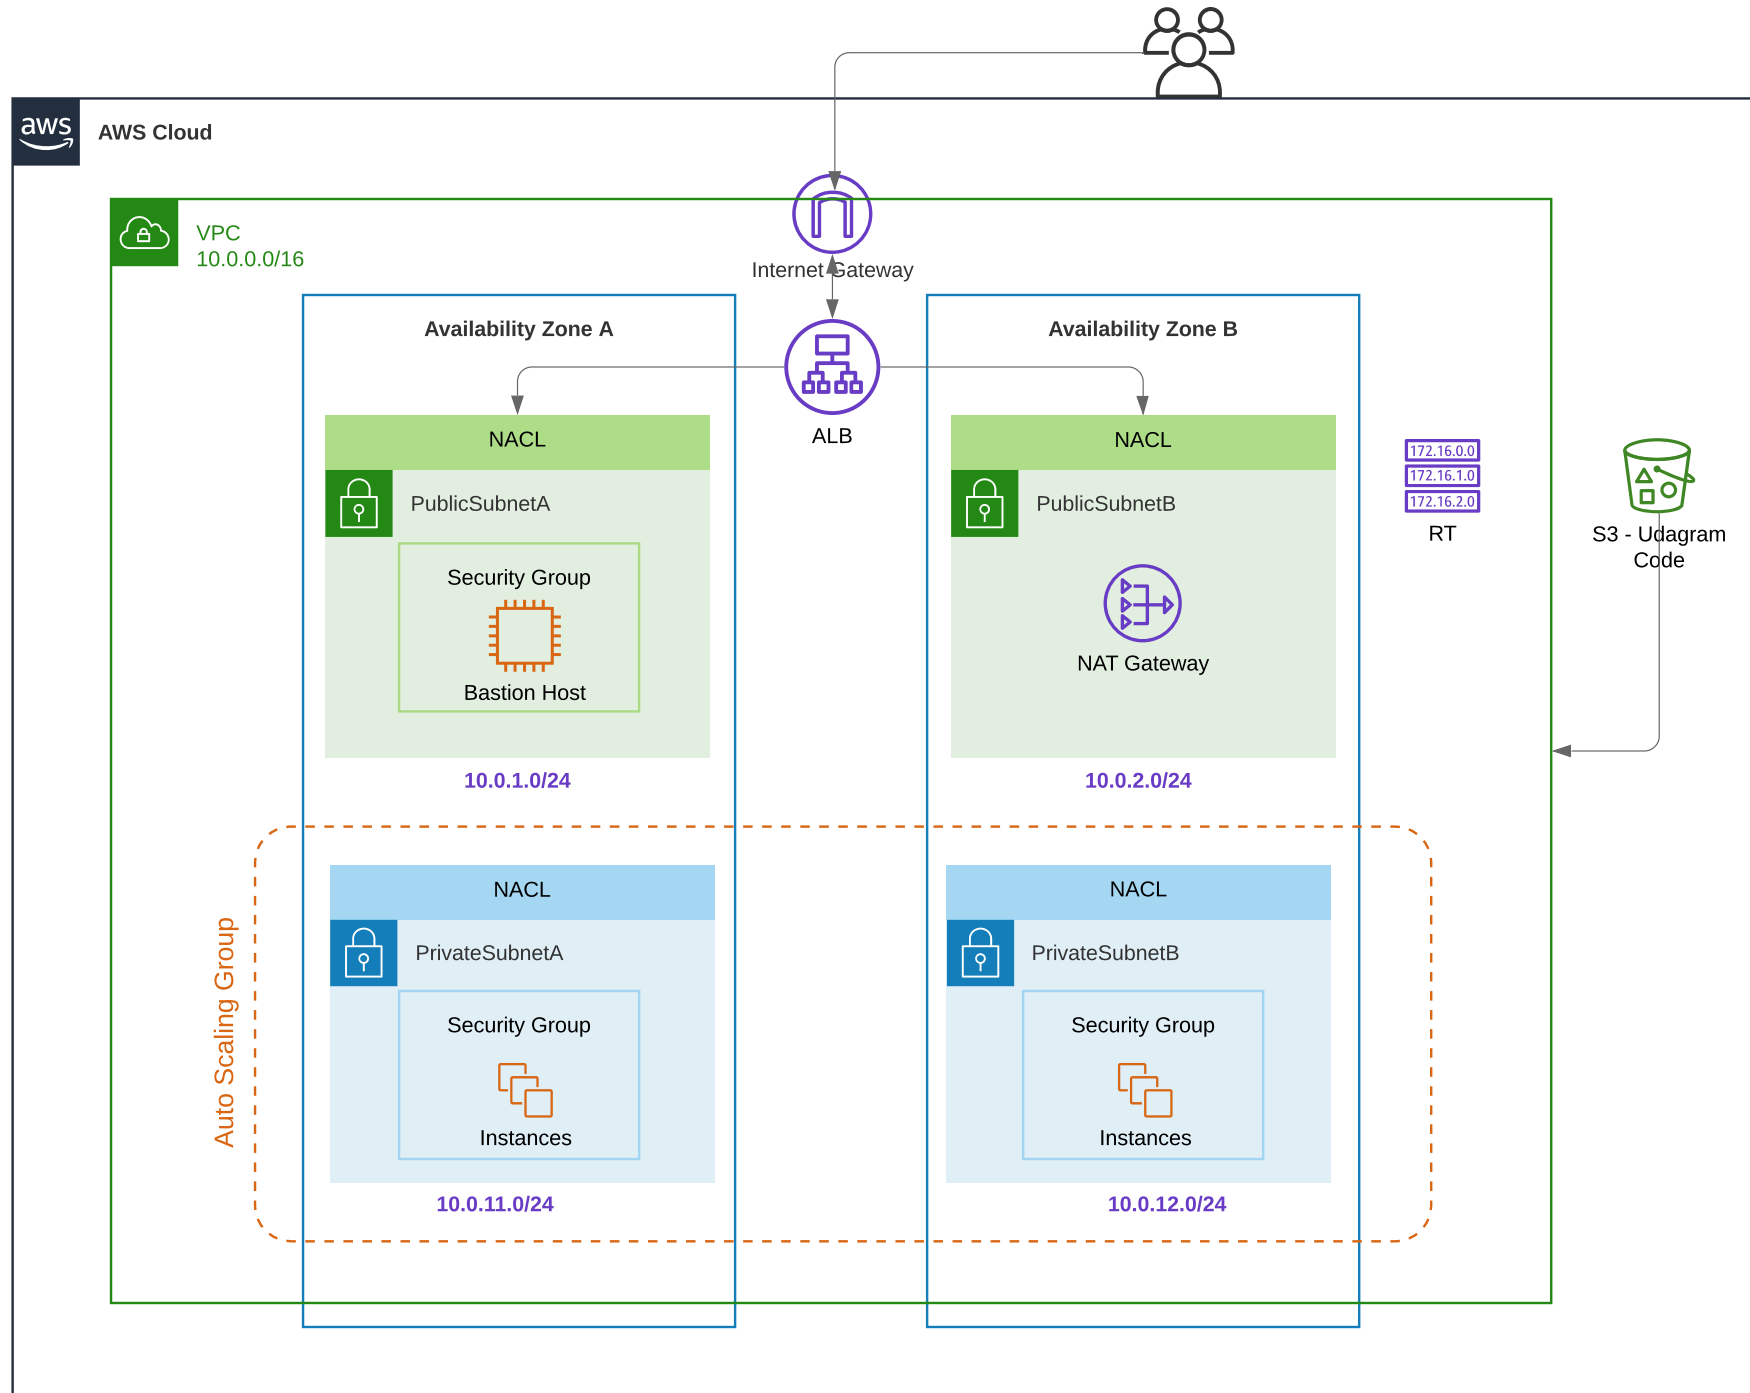 aws
AWS Cloud
VPC
10.0.0.0/16
Internet Gateway
Availability Zone A
Availability Zone B
ALB
NACL
NACL
PublicSubnetA
PublicSubnetB
172.16.0.0
172.16.1.0
172.16.2.0
RT
S3 - Udagram
Code
Security Group
Bastion Host
NAT Gateway
10.0.1.0/24
10.0.2.0/24
Auto Scaling Group
NACL
NACL
PrivateSubnetA
PrivateSubnetB
Security Group
Instances
Security Group
Instances
10.0.11.0/24
10.0.12.0/24